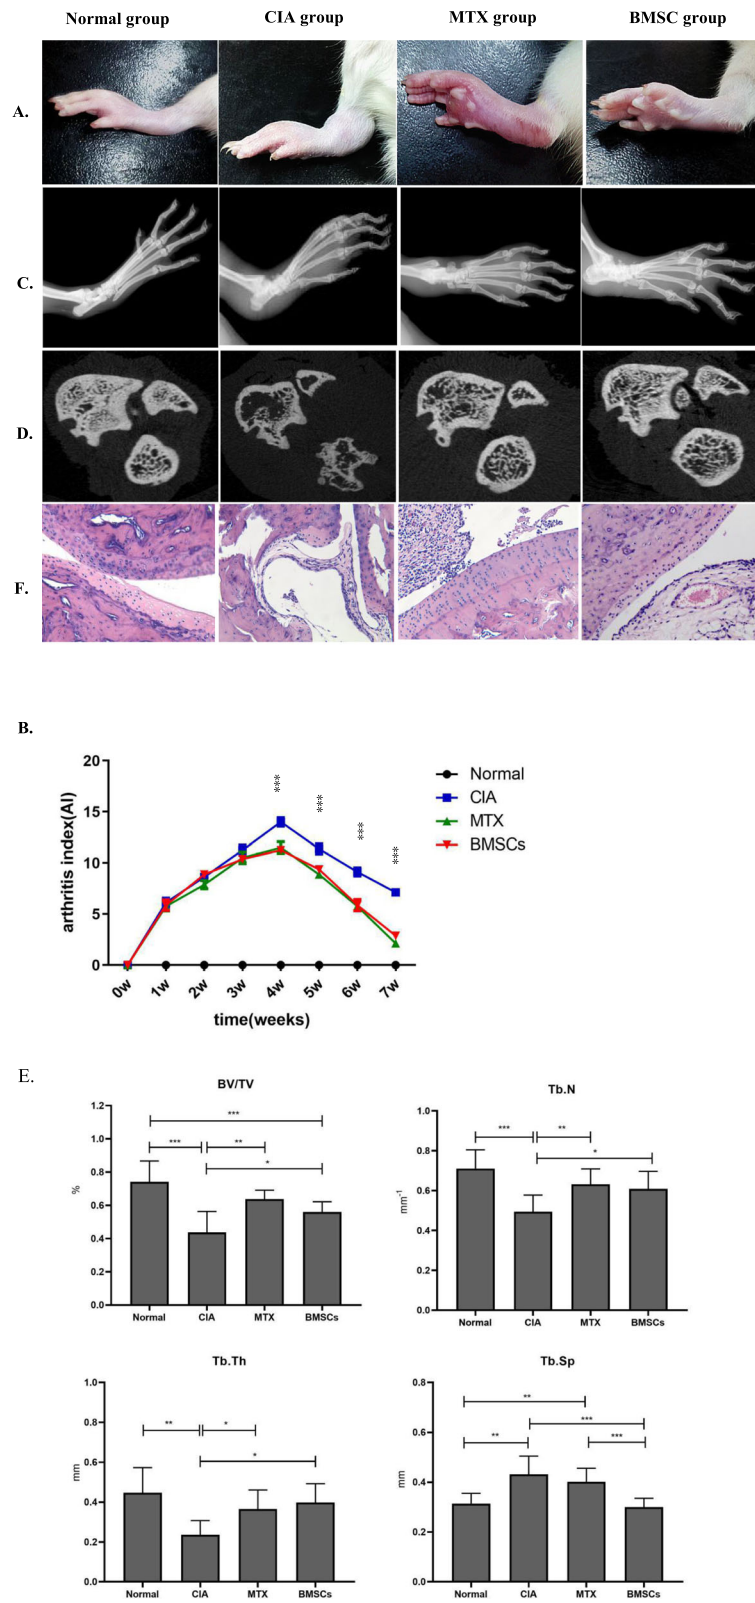 Normal group CIA group MTX group BMSC group
A.
C.
D.
F.
B.
20
15
10
5
0
arthritis index(AI)
0w 1w 2w 3w 4w 5w 6w 7w
time(weeks)
*** *** *** ***
Normal
CIA
MTX
BMSCs
E.
BV/TV
1.2
1.0
0.8
0.6
0.4
0.2
0.0
%
***
*** **
*
Normal CIA MTX BMSCs
Tb.N
1.0
0.8
0.6
0.4
0.2
0.0
mm⁻¹
*** **
*
Normal CIA MTX BMSCs
Tb.Th
1.0
0.8
0.6
0.4
0.2
0.0
mm
** *
*
Normal CIA MTX BMSCs
Tb.Sp
0.8
0.6
0.4
0.2
0.0
mm
**
***
** ***
Normal CIA MTX BMSCs